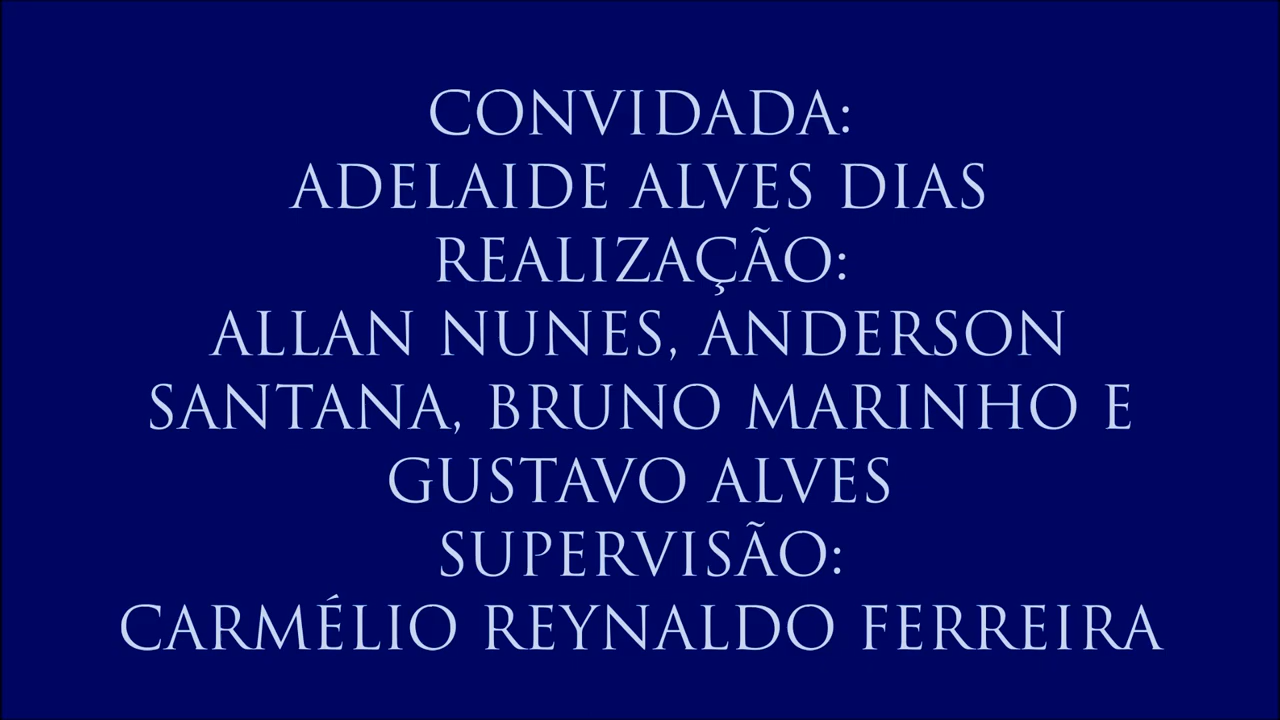 CONVIDADA:
ADELAIDE ALVES DIAS
REALIZAÇÃO:
ALLAN NUNES, ANDERSON
SANTANA, BRUNO MARINHO E
GUSTAVO ALVES
SUPERVISÃO:
CARMÉLIO REYNALDO FERREIRA